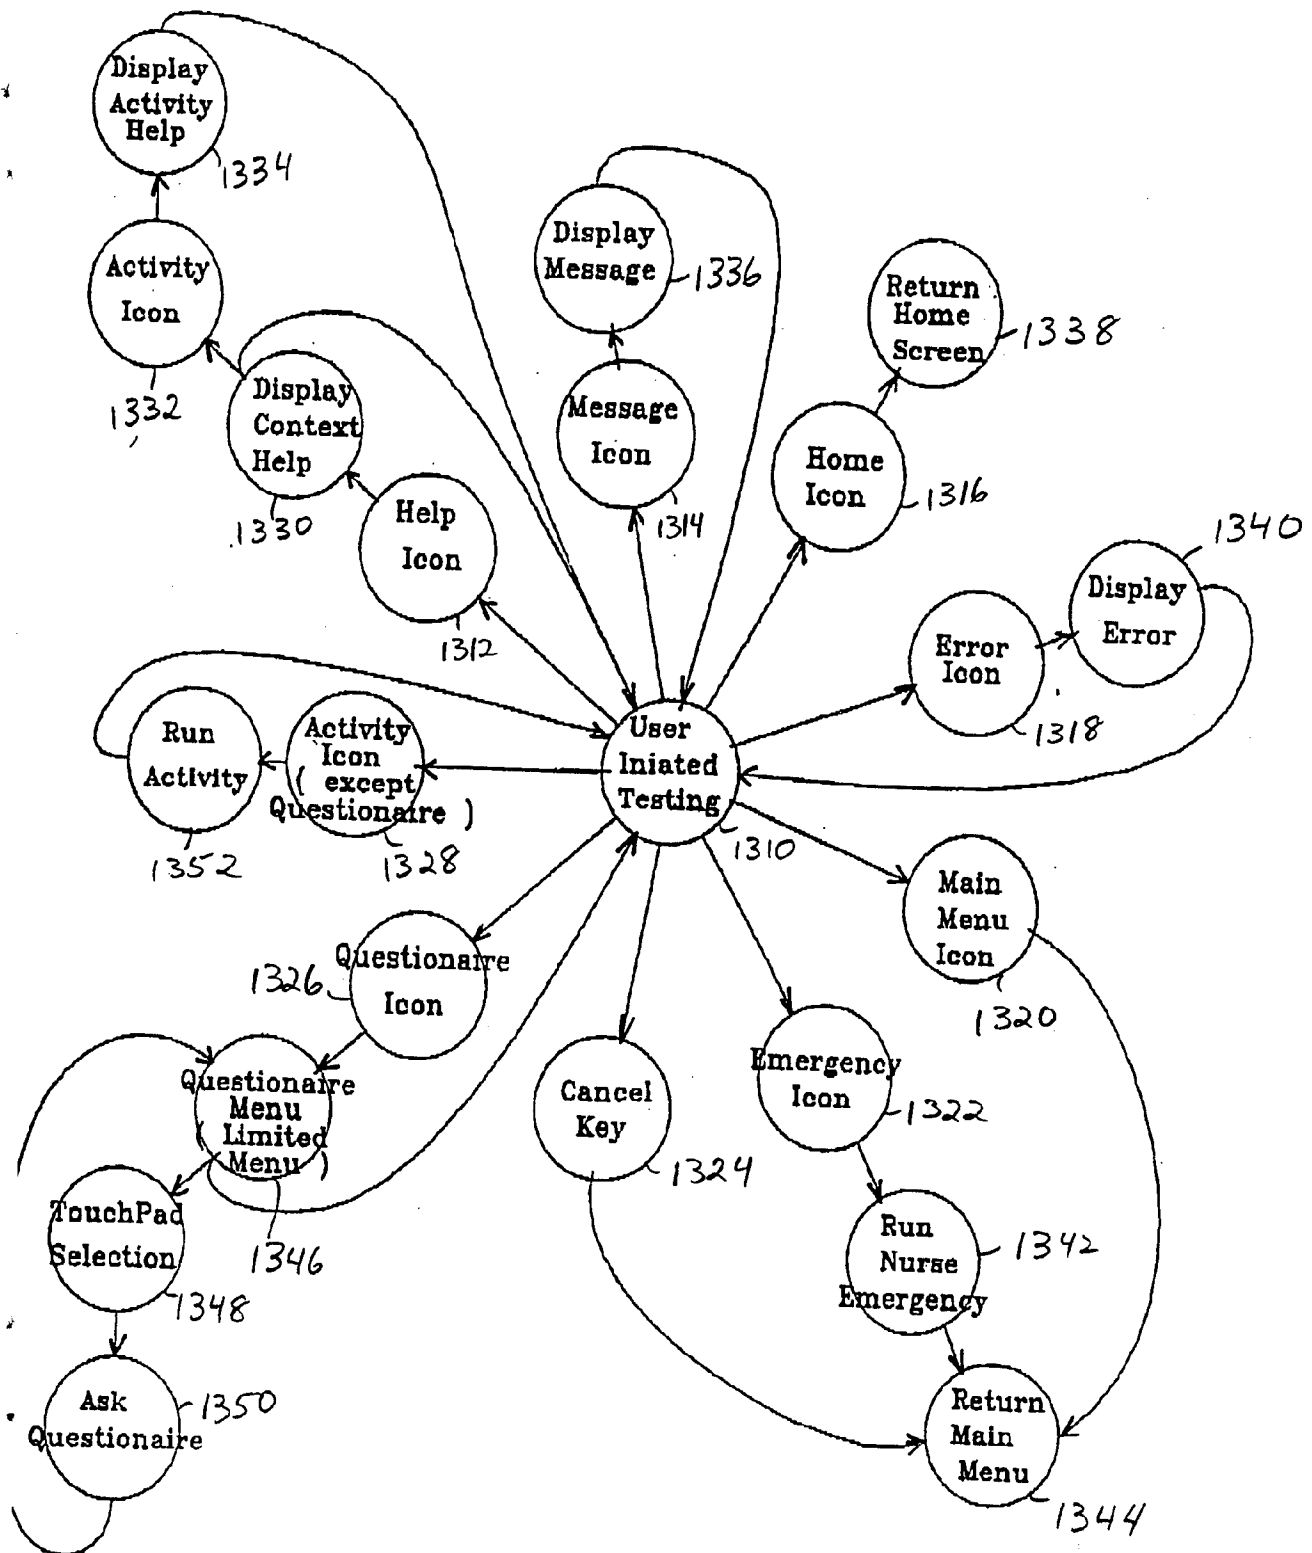 Display
Activity
Help
1334
Activity
Icon
1332
Display
Context
Help
1330
Help
Icon
1312
Display
Message
1336
Message
Icon
1314
Return
Home
Screen
1338
Home
Icon
1316
1340
Display
Error
Error
Icon
1318
Run
Activity
1352
Activity
Icon
( except
Questionaire )
1328
User
Iniated
Testing
1310
Main
Menu
Icon
1320
Questionaire
Icon
1326
Questionaire
Menu
( Limited
Menu )
1346
TouchPad
Selection
1348
Ask
Questionaire
1350
Cancel
Key
1324
Emergency
Icon
1322
Run
Nurse
Emergency
1342
Return
Main
Menu
1344